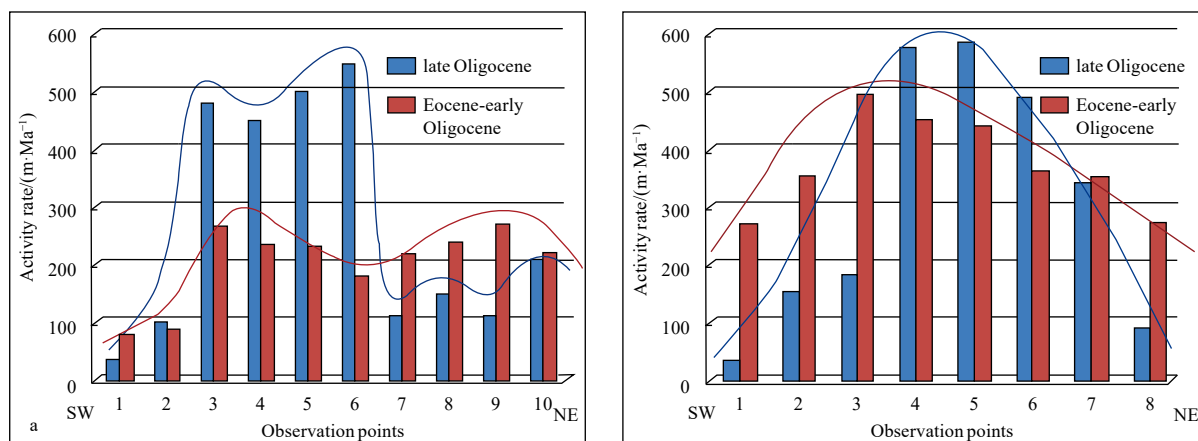 600
500
400
300
200
100
0
Activity rate/(m·Ma⁻¹)
late Oligocene
Eocene-early
Oligocene
SW 1 2 3 4 5 6 7 8 9 10 NE
Observation points
a
600
500
400
300
200
100
0
Activity rate/(m·Ma⁻¹)
late Oligocene
Eocene-early
Oligocene
SW 1 2 3 4 5 6 7 8 NE
Observation points